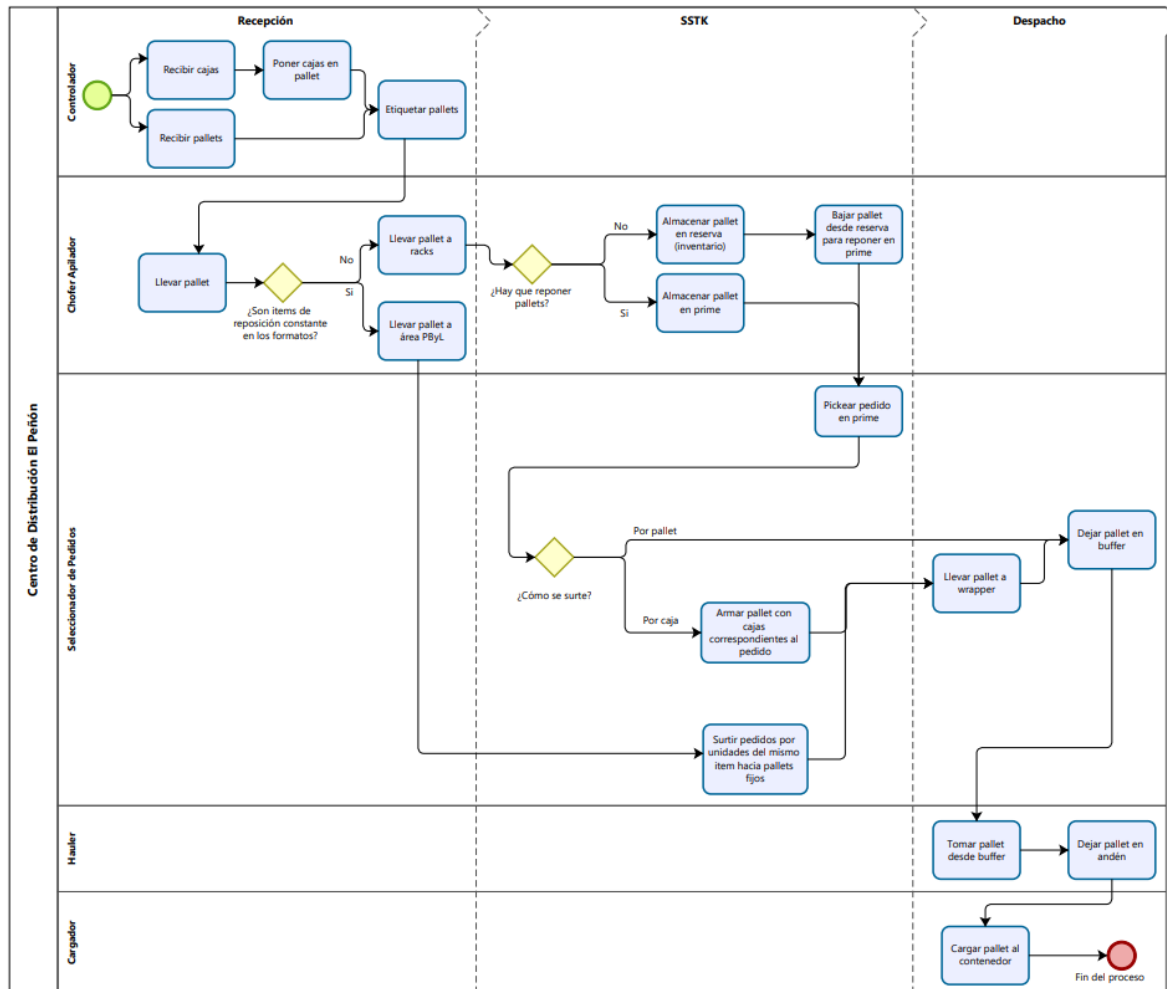 Recepción
SSTK
Despacho
Centro de Distribución El Peñón
Controlador
Recibir cajas
Poner cajas en
pallet
Etiquetar pallets
Recibir pallets
Chofer Apilador
Llevar pallet
¿Son items de
reposición constante
en los formatos?
No
Si
Llevar pallet a
racks
Llevar pallet a
área PByL
¿Hay que reponer
pallets?
No
Si
Almacenar pallet
en reserva
(inventario)
Almacenar pallet
en prime
Bajar pallet
desde reserva
para reponer en
prime
Seleccionador de Pedidos
Pickear pedido
en prime
¿Cómo se surte?
Por pallet
Por caja
Armar pallet con
cajas
correspondientes al
pedido
Llevar pallet a
wrapper
Dejar pallet en
buffer
Surtir pedidos por
unidades del mismo
item hacia pallets
fijos
Hauler
Tomar pallet
desde buffer
Dejar pallet en
andén
Cargador
Cargar pallet al
contenedor
Fin del proceso